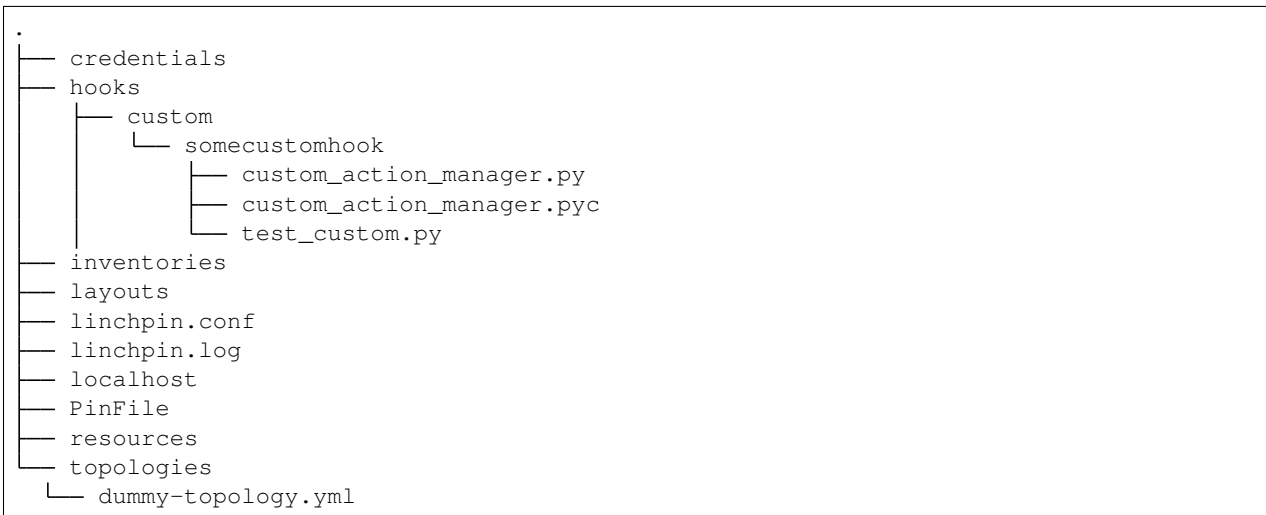 .
├── credentials
├── hooks
│   ├── custom
│   │   └── somecustomhook
│   │       ├── custom_action_manager.py
│   │       ├── custom_action_manager.pyc
│   │       └── test_custom.py
├── inventories
├── layouts
├── linchpin.conf
├── linchpin.log
├── localhost
├── PinFile
├── resources
└── topologies
  └── dummy-topology.yml